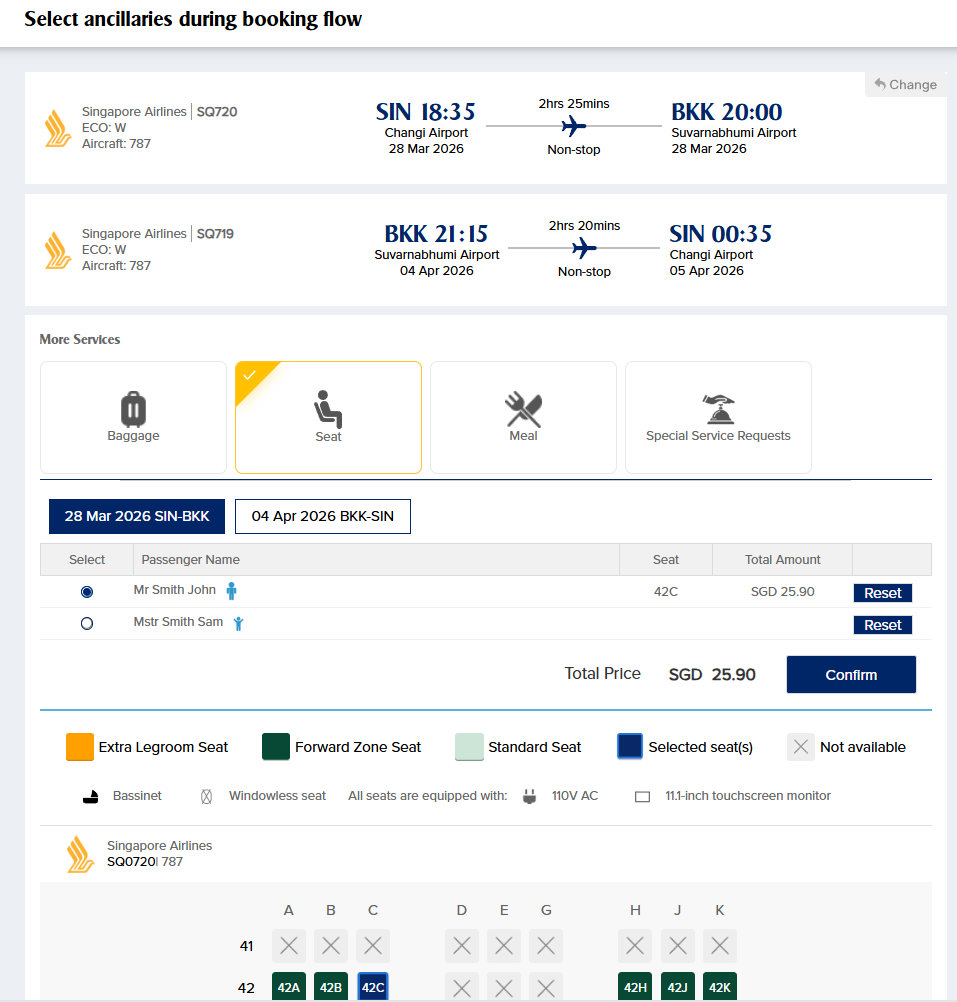 Select ancillaries during booking flow
Change
Singapore Airlines | SQ720
ECO: W
Aircraft: 787
SIN 18:35
Changi Airport
28 Mar 2026
2hrs 25mins
Non-stop
BKK 20:00
Suvarnabhumi Airport
28 Mar 2026
Singapore Airlines | SQ719
ECO: W
Aircraft: 787
BKK 21:15
Suvarnabhumi Airport
04 Apr 2026
2hrs 20mins
Non-stop
SIN 00:35
Changi Airport
05 Apr 2026
More Services
Baggage
Seat
Meal
Special Service Requests
28 Mar 2026 SIN-BKK 04 Apr 2026 BKK-SIN
Select Passenger Name Seat Total Amount
Mr Smith John 42C SGD 25.90 Reset
Mstr Smith Sam Reset
Total Price SGD 25.90 Confirm
Extra Legroom Seat Forward Zone Seat Standard Seat Selected seat(s) Not available
Bassinet Windowless seat All seats are equipped with: 110V AC 11.1-inch touchscreen monitor
Singapore Airlines
SQ0720| 787
A B C D E G H J K
41
42 42A 42B 42C 42H 42J 42K